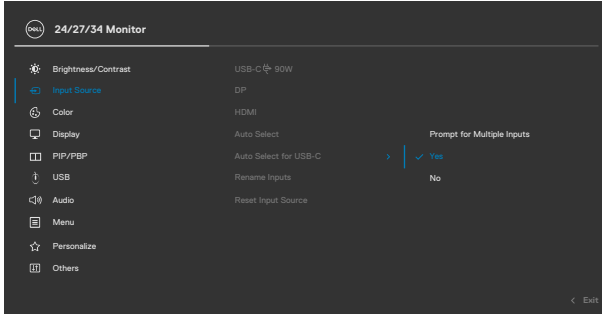 DELL
24/27/34 Monitor
Brightness/Contrast
USB-C 90W
Input Source
DP
Color
HDMI
Display
Auto Select
Prompt for Multiple Inputs
PIP/PBP
Auto Select for USB-C
Yes
USB
Rename Inputs
No
Audio
Reset Input Source
Menu
Personalize
Others
Exit